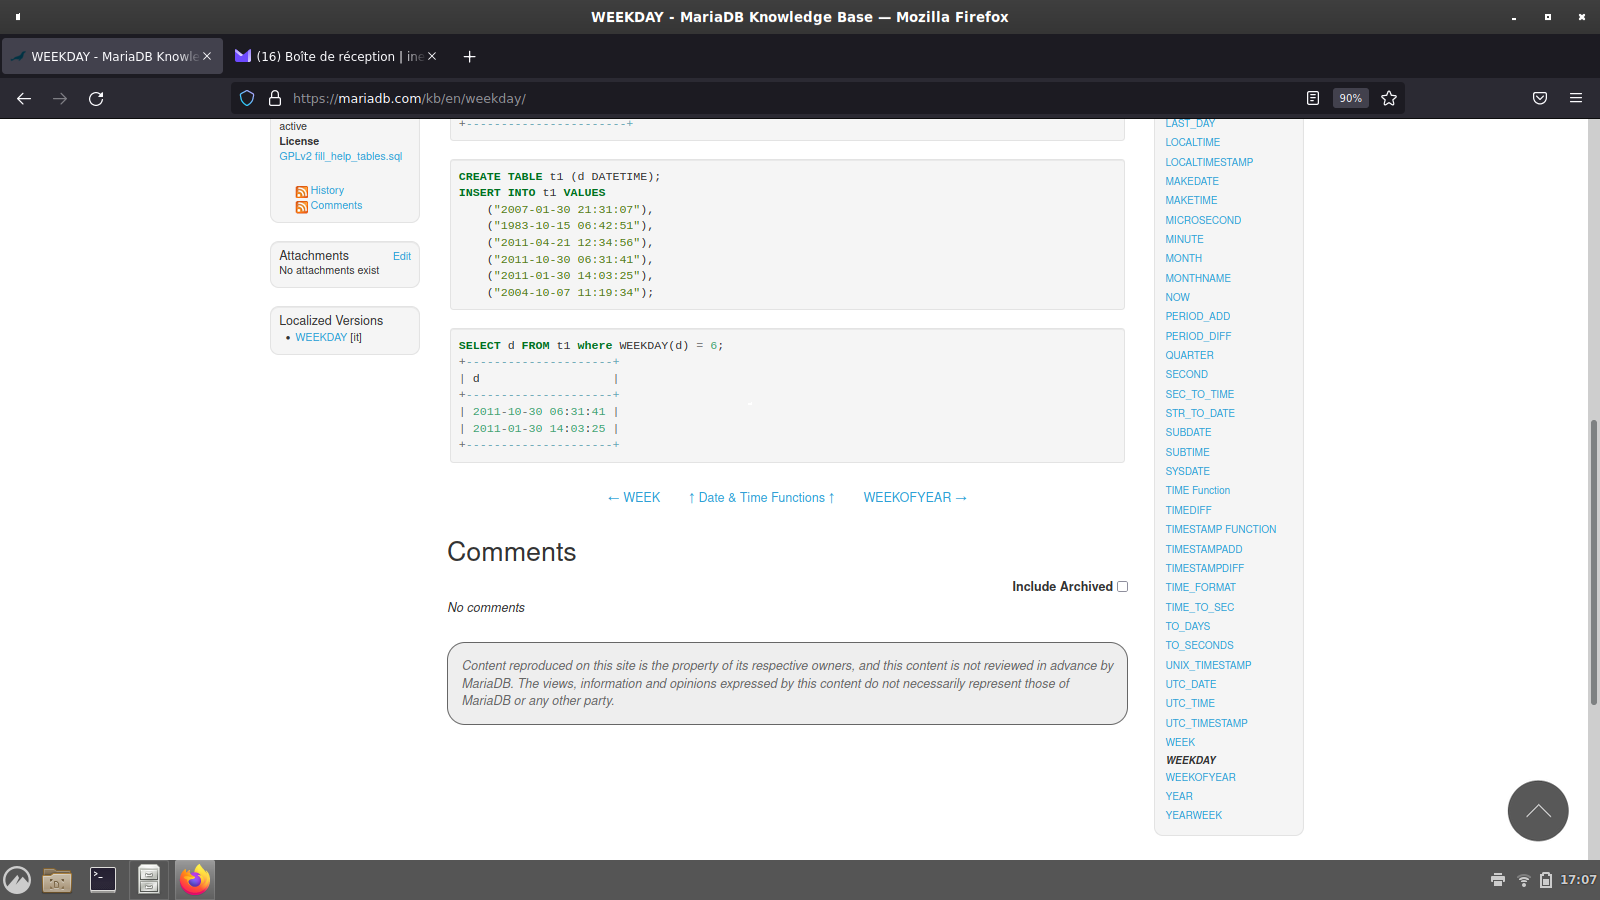 WEEKDAY - MariaDB Knowledge Base — Mozilla Firefox
WEEKDAY - MariaDB Knowle
(16) Boîte de réception | ine
https://mariadb.com/kb/en/weekday/
90%
active
License
GPLv2 fill_help_tables.sql
History
Comments
Attachments Edit
No attachments exist
Localized Versions
• WEEKDAY [it]
+-----------------------+
CREATE TABLE t1 (d DATETIME);
INSERT INTO t1 VALUES
("2007-01-30 21:31:07"),
("1983-10-15 06:42:51"),
("2011-04-21 12:34:56"),
("2011-10-30 06:31:41"),
("2011-01-30 14:03:25"),
("2004-10-07 11:19:34");
SELECT d FROM t1 where WEEKDAY(d) = 6;
+---------------------+
| d                   |
+---------------------+
| 2011-10-30 06:31:41 |
| 2011-01-30 14:03:25 |
+---------------------+
← WEEK ↑ Date & Time Functions ↑ WEEKOFYEAR →
Comments
Include Archived
No comments
Content reproduced on this site is the property of its respective owners, and this content is not reviewed in advance by
MariaDB. The views, information and opinions expressed by this content do not necessarily represent those of
MariaDB or any other party.
LAST_DAY
LOCALTIME
LOCALTIMESTAMP
MAKEDATE
MAKETIME
MICROSECOND
MINUTE
MONTH
MONTHNAME
NOW
PERIOD_ADD
PERIOD_DIFF
QUARTER
SECOND
SEC_TO_TIME
STR_TO_DATE
SUBDATE
SUBTIME
SYSDATE
TIME Function
TIMEDIFF
TIMESTAMP FUNCTION
TIMESTAMPADD
TIMESTAMPDIFF
TIME_FORMAT
TIME_TO_SEC
TO_DAYS
TO_SECONDS
UNIX_TIMESTAMP
UTC_DATE
UTC_TIME
UTC_TIMESTAMP
WEEK
WEEKDAY
WEEKOFYEAR
YEAR
YEARWEEK
17:07